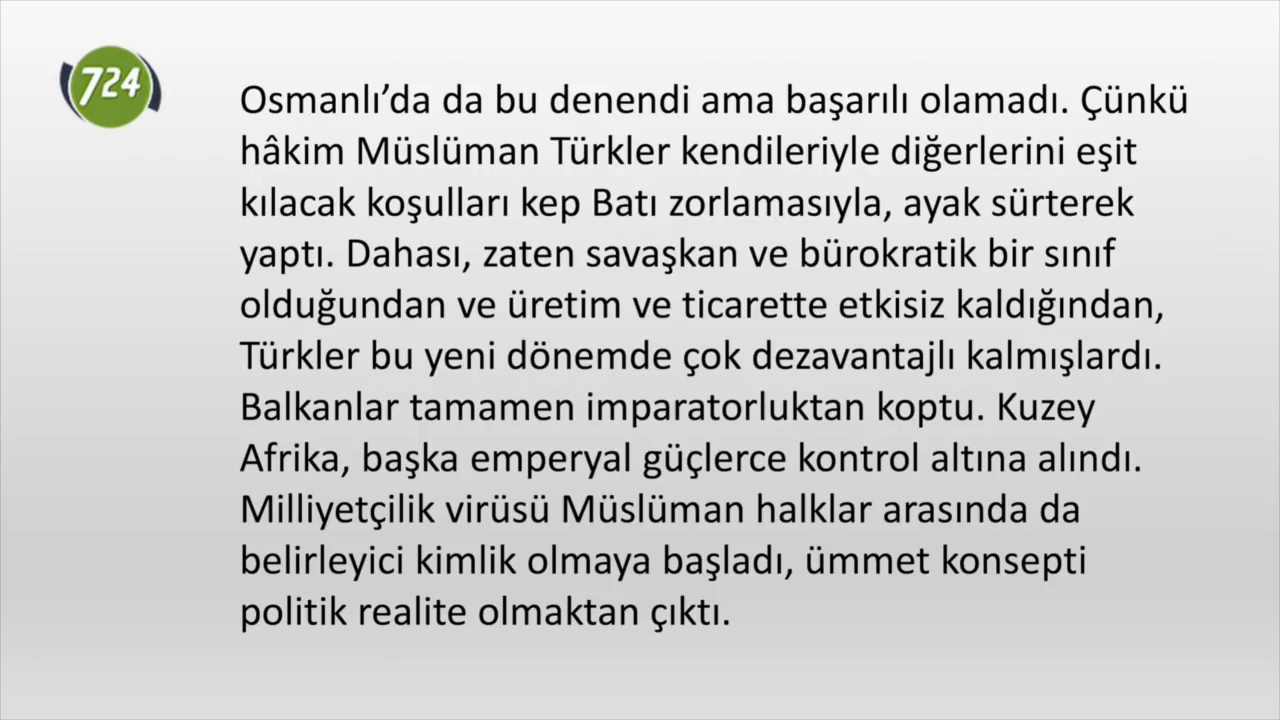 724
Osmanlı’da da bu denendi ama başarılı olamadı. Çünkü
hâkim Müslüman Türkler kendileriyle diğerlerini eşit
kılacak koşulları kep Batı zorlamasıyla, ayak sürterek
yaptı. Dahası, zaten savaşkan ve bürokratik bir sınıf
olduğundan ve üretim ve ticarette etkisiz kaldığından,
Türkler bu yeni dönemde çok dezavantajlı kalmışlardı.
Balkanlar tamamen imparatorluktan koptu. Kuzey
Afrika, başka emperyal güçlerce kontrol altına alındı.
Milliyetçilik virüsü Müslüman halklar arasında da
belirleyici kimlik olmaya başladı, ümmet konsepti
politik realite olmaktan çıktı.